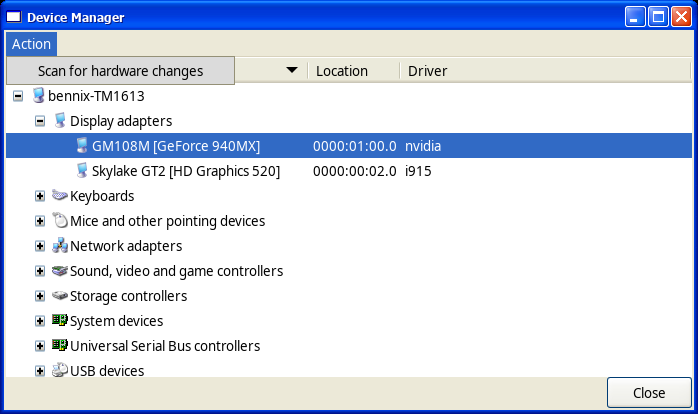 Device Manager
Action
Scan for hardware changes
Location Driver
bennix-TM1613
Display adapters
GM108M [GeForce 940MX] 0000:01:00.0 nvidia
Skylake GT2 [HD Graphics 520] 0000:00:02.0 i915
Keyboards
Mice and other pointing devices
Network adapters
Sound, video and game controllers
Storage controllers
System devices
Universal Serial Bus controllers
USB devices
Close